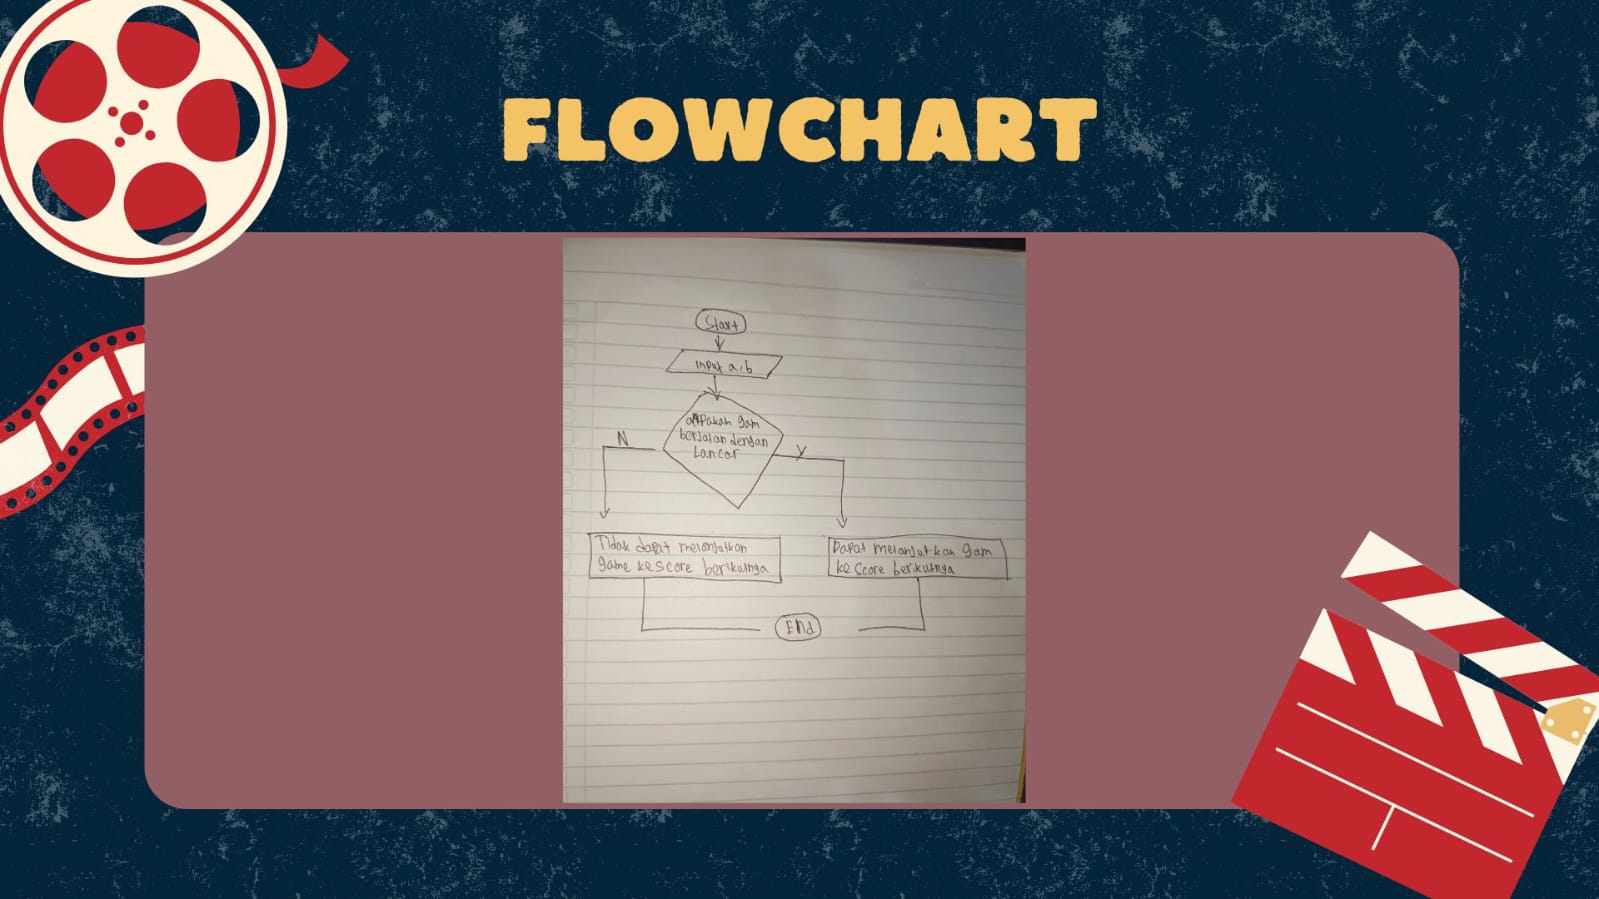 FLOWCHART
Start
input a,b
apakah gam
berjalan dengan
Lancar
N
Y
Tidak dapat melanjutkan
game ke score berikutnya
Dapat melanjutkan gam
ke Score berikutnya
End